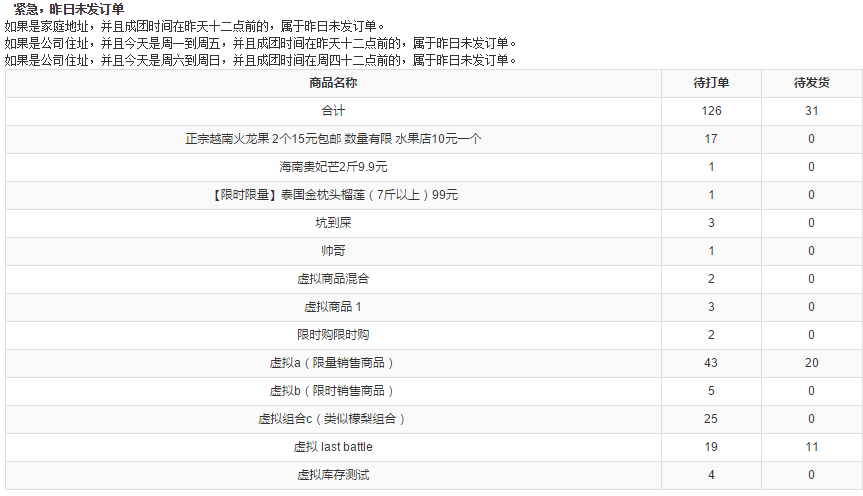 紧急，昨日未发订单
如果是家庭地址，并且成团时间在昨天十二点前的，属于昨日未发订单。
如果是公司住址，并且今天是周一到周五，并且成团时间在昨天十二点前的，属于昨日未发订单。
如果是公司住址，并且今天是周六到周日，并且成团时间在周四十二点前的，属于昨日未发订单。
商品名称 待打单 待发货
合计 126 31
正宗越南火龙果 2个15元包邮 数量有限 水果店10元一个 17 0
海南贵妃芒2斤9.9元 1 0
【限时限量】泰国金枕头榴莲（7斤以上）99元 1 0
坑到屎 3 0
帅哥 1 0
虚拟商品混合 2 0
虚拟商品 1 3 0
限时购限时购 2 0
虚拟a（限量销售商品） 43 20
虚拟b（限时销售商品） 5 0
虚拟组合c（类似檬梨组合） 25 0
虚拟 last battle 19 11
虚拟库存测试 4 0